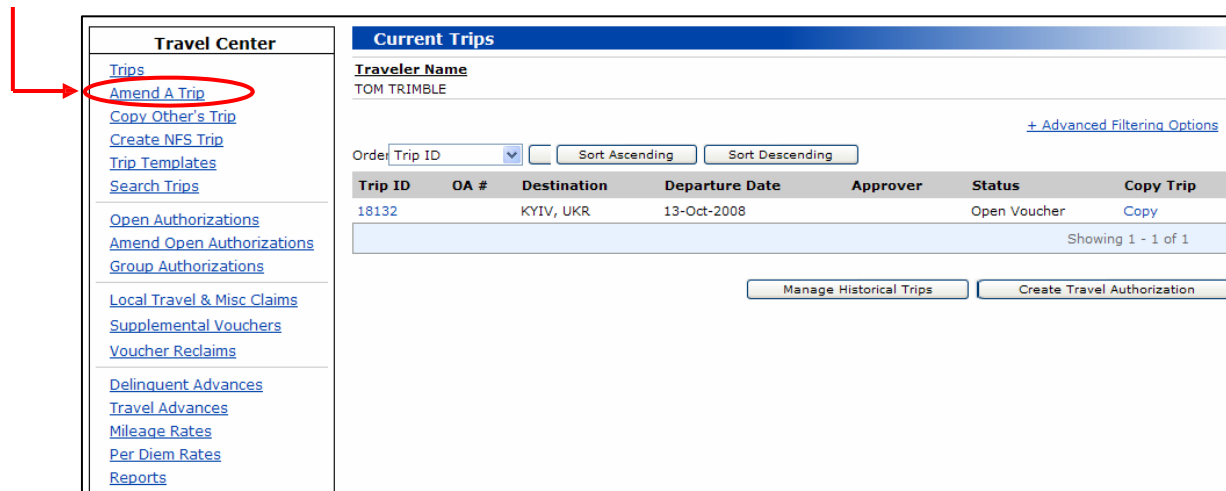 Travel Center
Trips
Amend A Trip
Copy Other's Trip
Create NFS Trip
Trip Templates
Search Trips
Open Authorizations
Amend Open Authorizations
Group Authorizations
Local Travel & Misc Claims
Supplemental Vouchers
Voucher Reclaims
Delinquent Advances
Travel Advances
Mileage Rates
Per Diem Rates
Reports
Current Trips
Traveler Name
TOM TRIMBLE
+ Advanced Filtering Options
Order Trip ID Sort Ascending Sort Descending
Trip ID OA # Destination Departure Date Approver Status Copy Trip
18132 KYIV, UKR 13-Oct-2008 Open Voucher Copy
Showing 1 - 1 of 1
Manage Historical Trips Create Travel Authorization